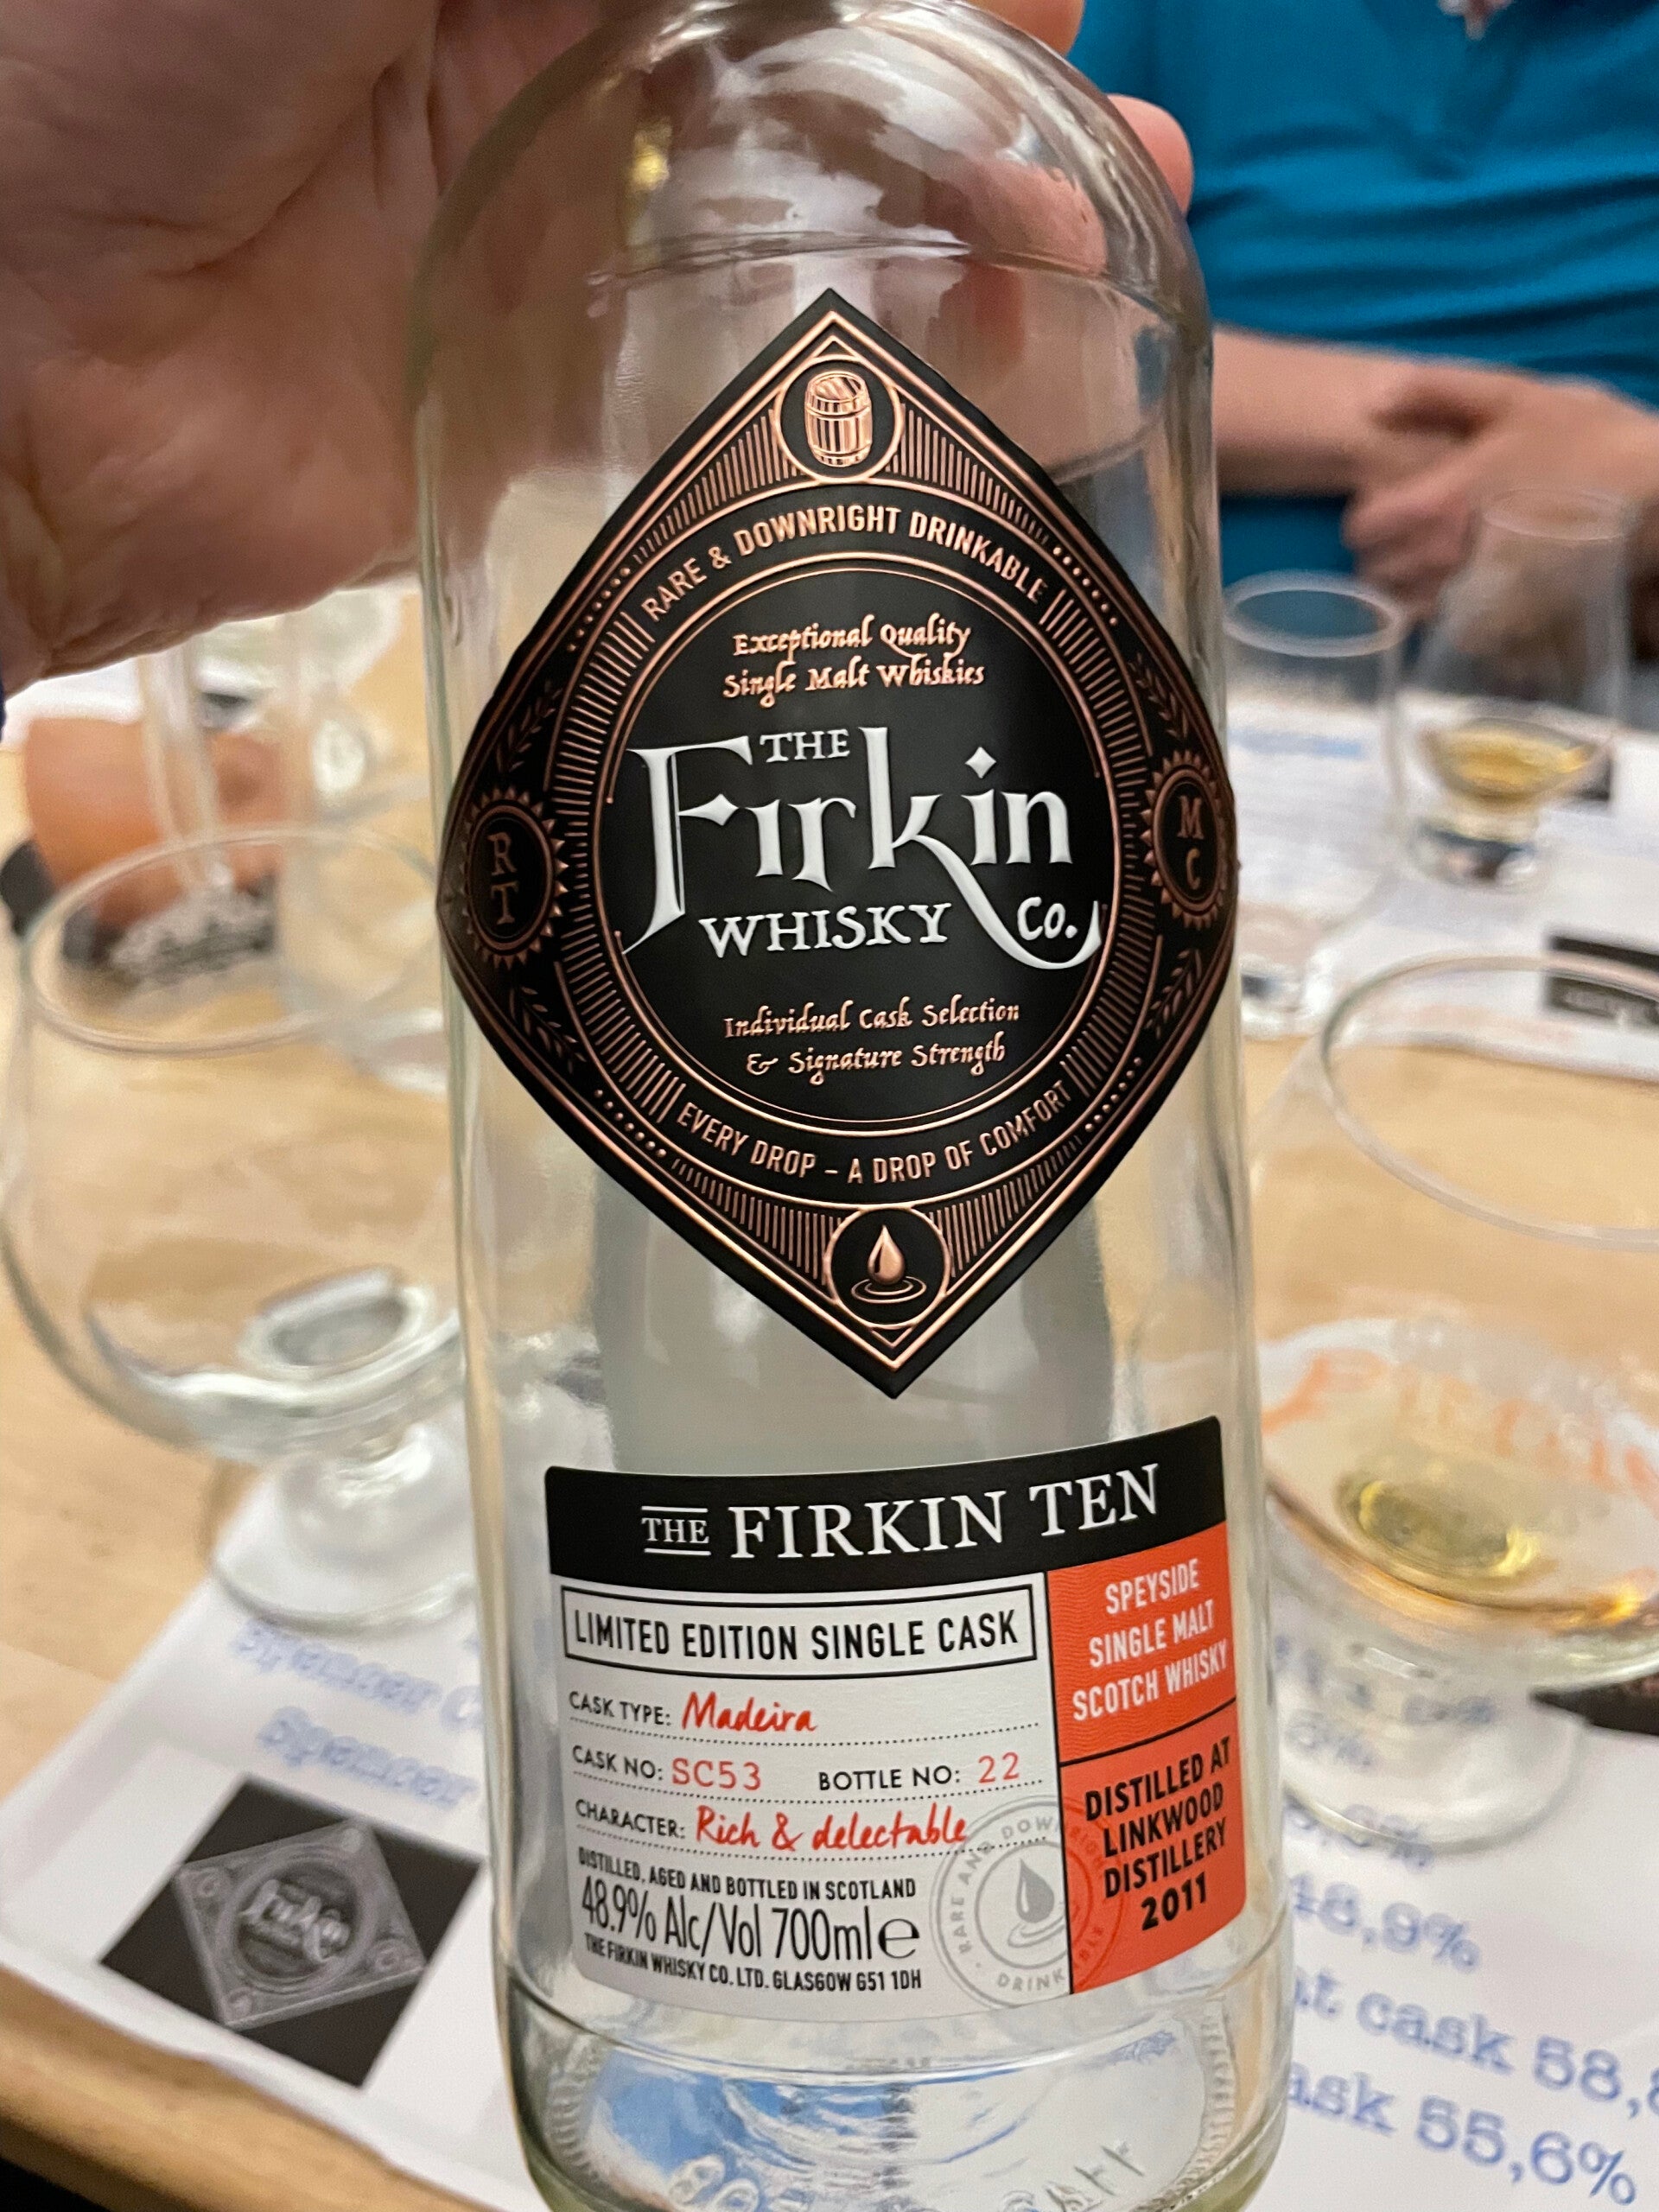 RARE & DOWNRIGHT DRINKABLE
Exceptional Quality
Single Malt Whiskies
THE
Firkin
WHISKY Co.
R T
M C
Individual Cask Selection
& Signature Strength
EVERY DROP – A DROP OF COMFORT
THE FIRKIN TEN
LIMITED EDITION SINGLE CASK
CASK TYPE: Madeira
CASK NO: SC53 BOTTLE NO: 22
CHARACTER: Rich & delectable
DISTILLED, AGED AND BOTTLED IN SCOTLAND
48.9% Alc/Vol 700ml e
THE FIRKIN WHISKY CO. LTD. GLASGOW G51 1DH
SPEYSIDE
SINGLE MALT
SCOTCH WHISKY
DISTILLED AT
LINKWOOD
DISTILLERY
2011
RARE AND
DRINK
48,9%
cask 58,
55,6%